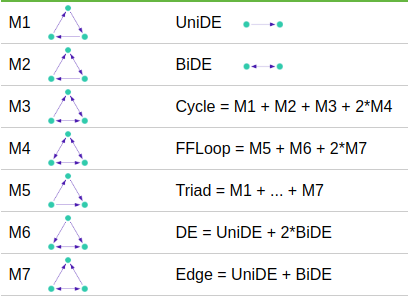 M1 UniDE
M2 BiDE
M3 Cycle = M1 + M2 + M3 + 2*M4
M4 FFLoop = M5 + M6 + 2*M7
M5 Triad = M1 + ... + M7
M6 DE = UniDE + 2*BiDE
M7 Edge = UniDE + BiDE